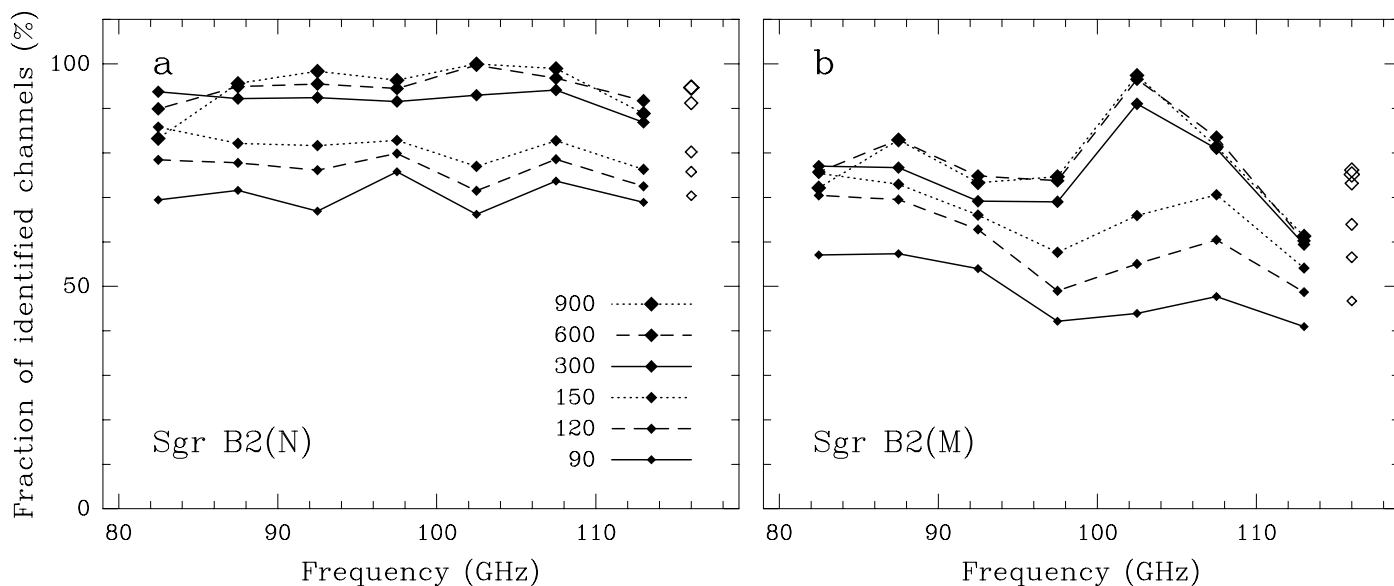 Fraction of identified channels (%)
100
50
0
a
900
600
300
150
120
90
Sgr B2(N)
80
90
100
110
Frequency (GHz)
b
Sgr B2(M)
80
90
100
110
Frequency (GHz)